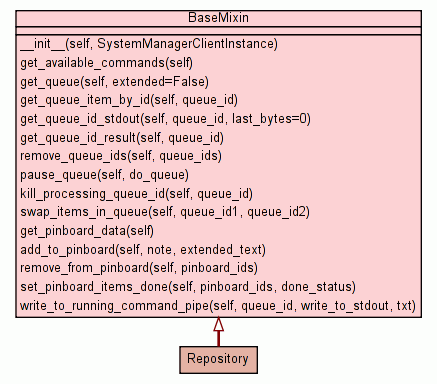 BaseMixin
__init__(self, SystemManagerClientInstance)
get_available_commands(self)
get_queue(self, extended=False)
get_queue_item_by_id(self, queue_id)
get_queue_id_stdout(self, queue_id, last_bytes=0)
get_queue_id_result(self, queue_id)
remove_queue_ids(self, queue_ids)
pause_queue(self, do_queue)
kill_processing_queue_id(self, queue_id)
swap_items_in_queue(self, queue_id1, queue_id2)
get_pinboard_data(self)
add_to_pinboard(self, note, extended_text)
remove_from_pinboard(self, pinboard_ids)
set_pinboard_items_done(self, pinboard_ids, done_status)
write_to_running_command_pipe(self, queue_id, write_to_stdout, txt)
Repository